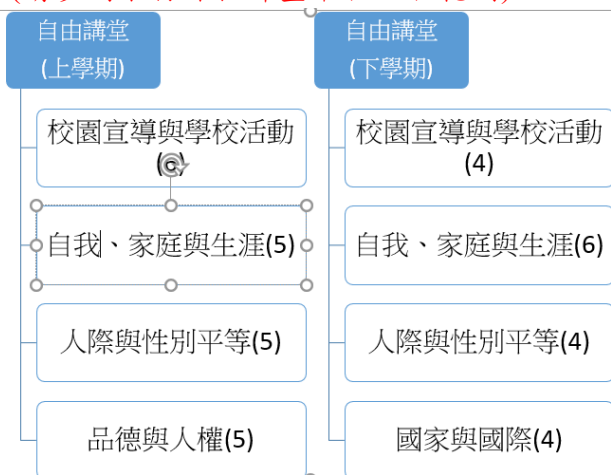 自由講堂
(上學期)
校園宣導與學校活動
自我、家庭與生涯(5)
人際與性別平等(5)
品德與人權(5)
自由講堂
(下學期)
校園宣導與學校活動
(4)
自我、家庭與生涯(6)
人際與性別平等(4)
國家與國際(4)